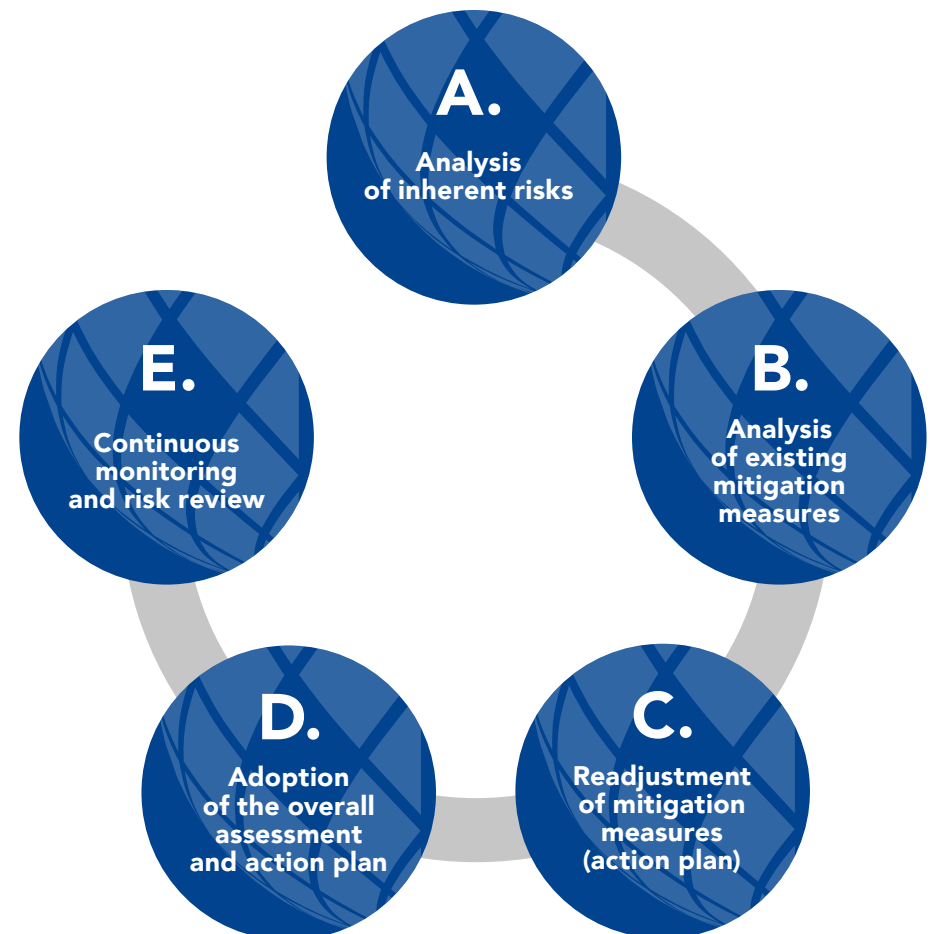 A.
Analysis
of inherent risks
B.
Analysis
of existing
mitigation
measures
C.
Readjustment
of mitigation
measures
(action plan)
D.
Adoption
of the overall
assessment
and action plan
E.
Continuous
monitoring
and risk review